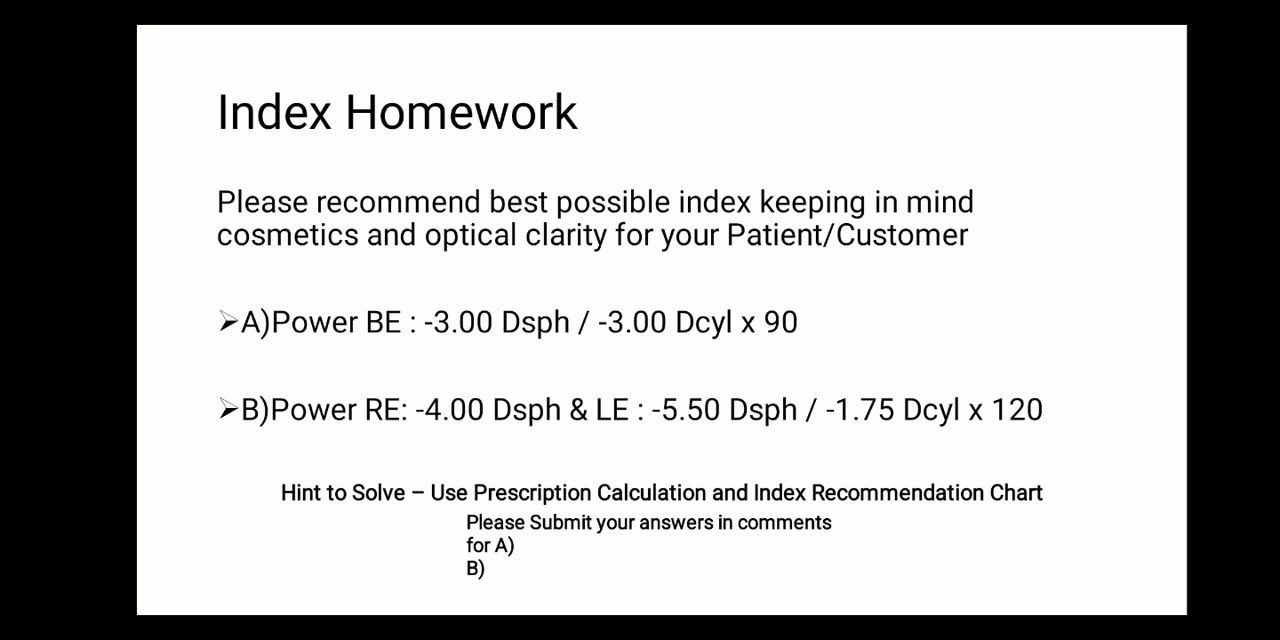 Index Homework
Please recommend best possible index keeping in mind
cosmetics and optical clarity for your Patient/Customer
➢A)Power BE : -3.00 Dsph / -3.00 Dcyl x 90
➢B)Power RE: -4.00 Dsph & LE : -5.50 Dsph / -1.75 Dcyl x 120
Hint to Solve – Use Prescription Calculation and Index Recommendation Chart
Please Submit your answers in comments
for A)
B)